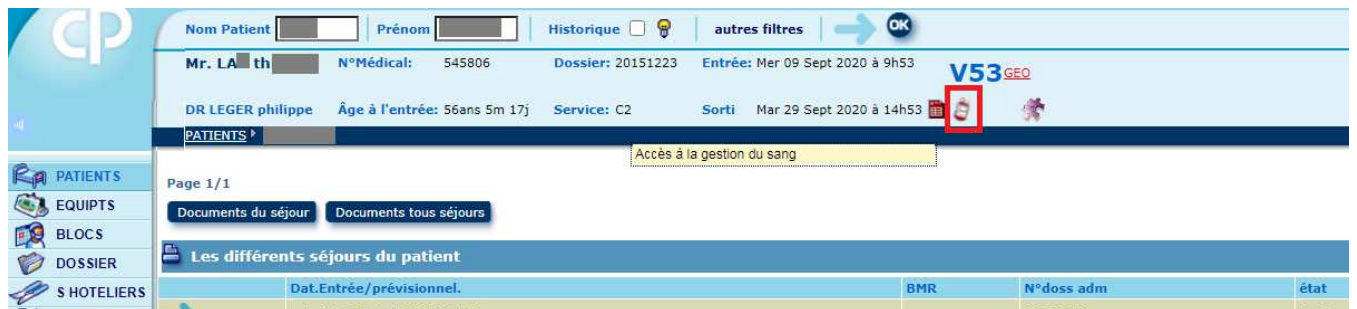 CP
Nom Patient Prénom Historique autres filtres OK
Mr. LA th N°Médical: 545806 Dossier: 20151223 Entrée: Mer 09 Sept 2020 à 9h53 V53 GEO
DR LEGER philippe Âge à l'entrée: 56ans 5m 17j Service: C2 Sorti Mar 29 Sept 2020 à 14h53
PATIENTS
Accès à la gestion du sang
PATIENTS
EQUIPTS
BLOCS
DOSSIER
S HOTELIERS
Page 1/1
Documents du séjour Documents tous séjours
Les différents séjours du patient
Dat.Entrée/prévisionnel. BMR N°doss adm état